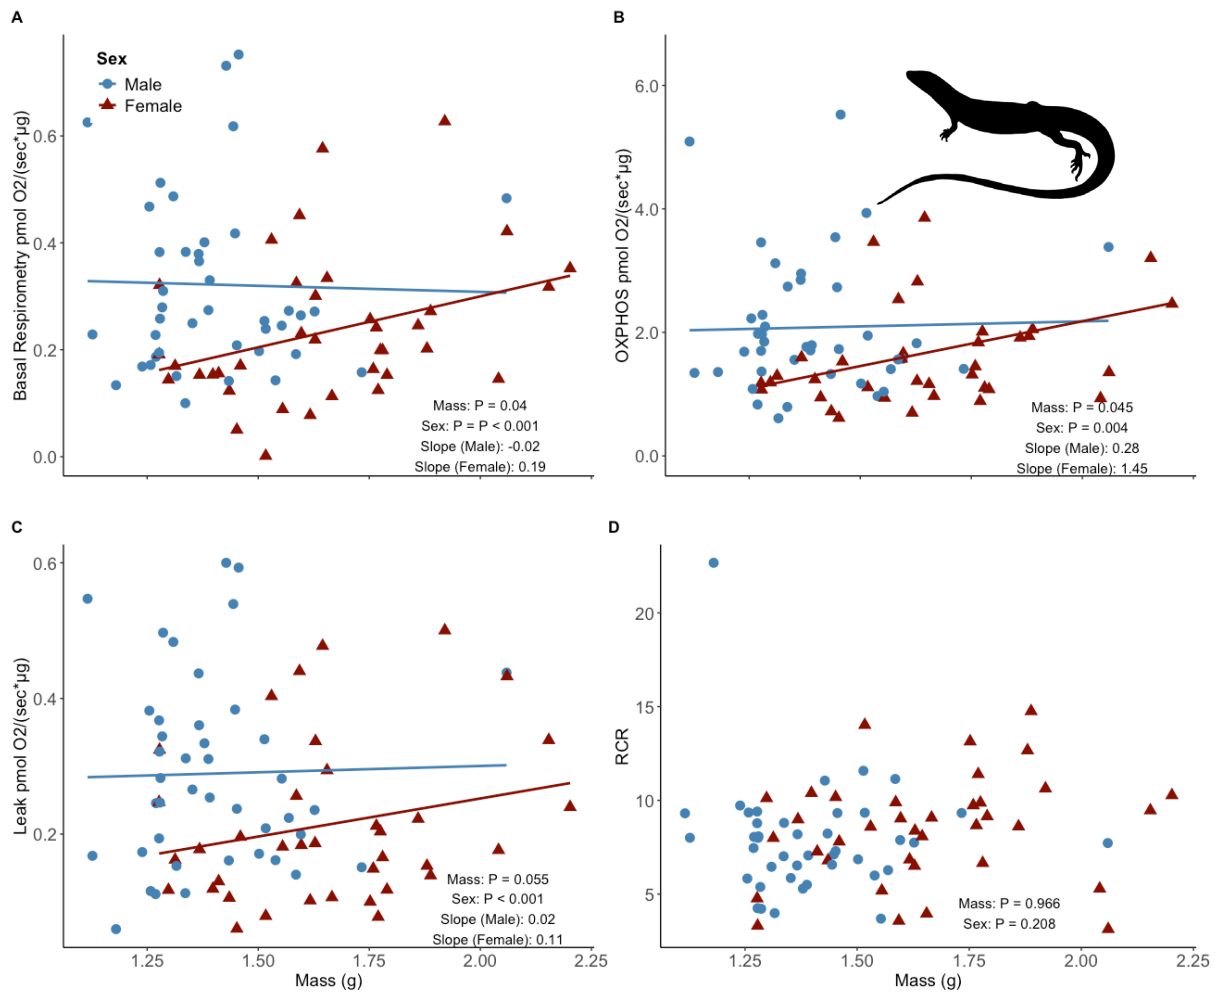 A
Sex
Male
Female
Basal Respirometry pmol O2/(sec*µg)
0.6
0.4
0.2
0.0
Mass: P = 0.04
Sex: P = P < 0.001
Slope (Male): -0.02
Slope (Female): 0.19
B
OXPHOS pmol O2/(sec*µg)
6.0
4.0
2.0
0.0
Mass: P = 0.045
Sex: P = 0.004
Slope (Male): 0.28
Slope (Female): 1.45
C
Leak pmol O2/(sec*µg)
0.6
0.4
0.2
Mass: P = 0.055
Sex: P < 0.001
Slope (Male): 0.02
Slope (Female): 0.11
1.25 1.50 1.75 2.00 2.25
Mass (g)
D
RCR
20
15
10
5
Mass: P = 0.966
Sex: P = 0.208
1.25 1.50 1.75 2.00 2.25
Mass (g)